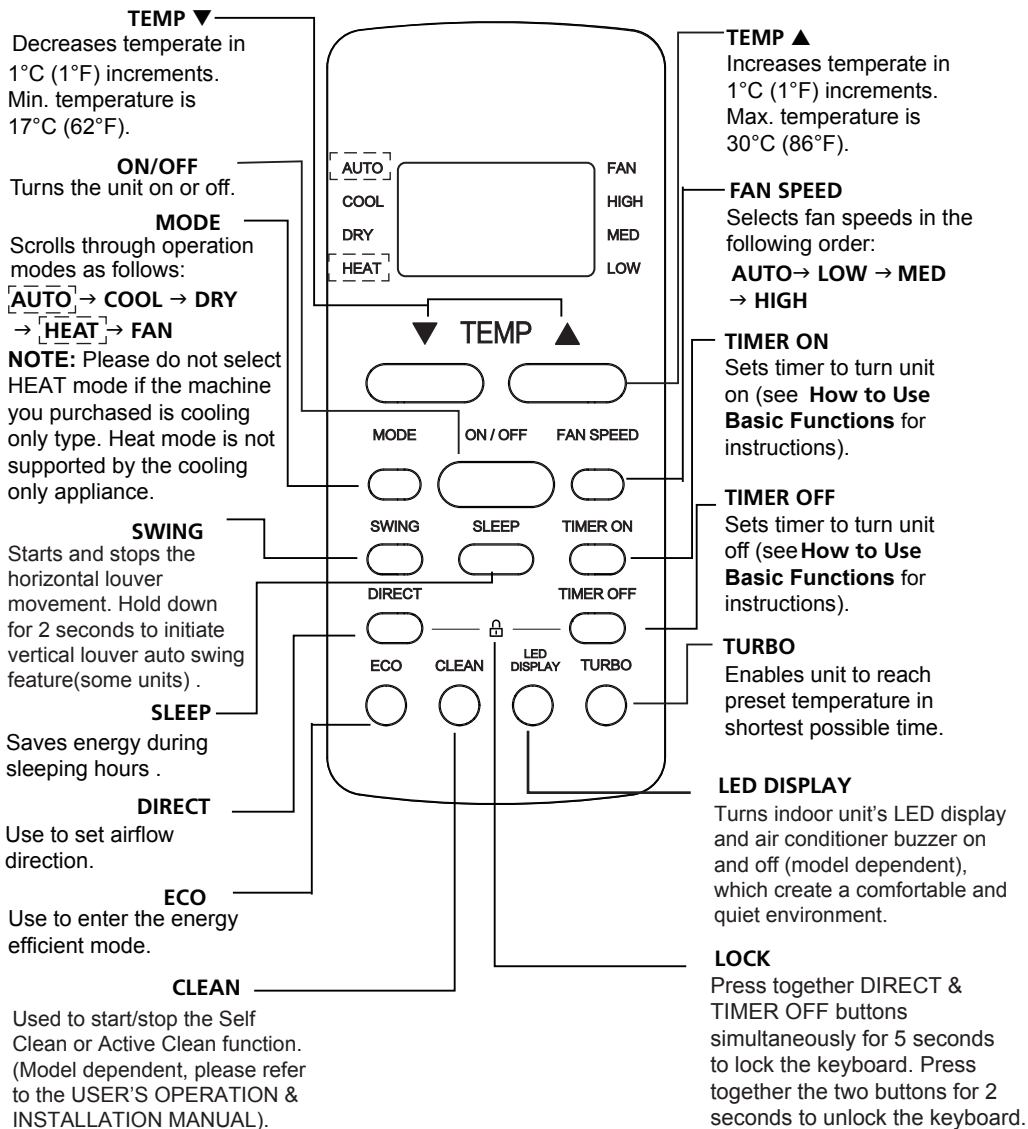 TEMP ▼
Decreases temperate in
1°C (1°F) increments.
Min. temperature is
17°C (62°F).
ON/OFF
Turns the unit on or off.
MODE
Scrolls through operation
modes as follows:
AUTO → COOL → DRY
→ HEAT → FAN
NOTE: Please do not select
HEAT mode if the machine
you purchased is cooling
only type. Heat mode is not
supported by the cooling
only appliance.
SWING
Starts and stops the
horizontal louver
movement. Hold down
for 2 seconds to initiate
vertical louver auto swing
feature(some units) .
SLEEP
Saves energy during
sleeping hours .
DIRECT
Use to set airflow
direction.
ECO
Use to enter the energy
efficient mode.
CLEAN
Used to start/stop the Self
Clean or Active Clean function.
(Model dependent, please refer
to the USER'S OPERATION &
INSTALLATION MANUAL).
AUTO
COOL
DRY
HEAT
FAN
HIGH
MED
LOW
▼ TEMP ▲
MODE ON / OFF FAN SPEED
SWING SLEEP TIMER ON
DIRECT TIMER OFF
ECO CLEAN LED DISPLAY TURBO
TEMP ▲
Increases temperate in
1°C (1°F) increments.
Max. temperature is
30°C (86°F).
FAN SPEED
Selects fan speeds in the
following order:
AUTO→ LOW → MED
→ HIGH
TIMER ON
Sets timer to turn unit
on (see How to Use
Basic Functions for
instructions).
TIMER OFF
Sets timer to turn unit
off (see How to Use
Basic Functions for
instructions).
TURBO
Enables unit to reach
preset temperature in
shortest possible time.
LED DISPLAY
Turns indoor unit's LED display
and air conditioner buzzer on
and off (model dependent),
which create a comfortable and
quiet environment.
LOCK
Press together DIRECT &
TIMER OFF buttons
simultaneously for 5 seconds
to lock the keyboard. Press
together the two buttons for 2
seconds to unlock the keyboard.